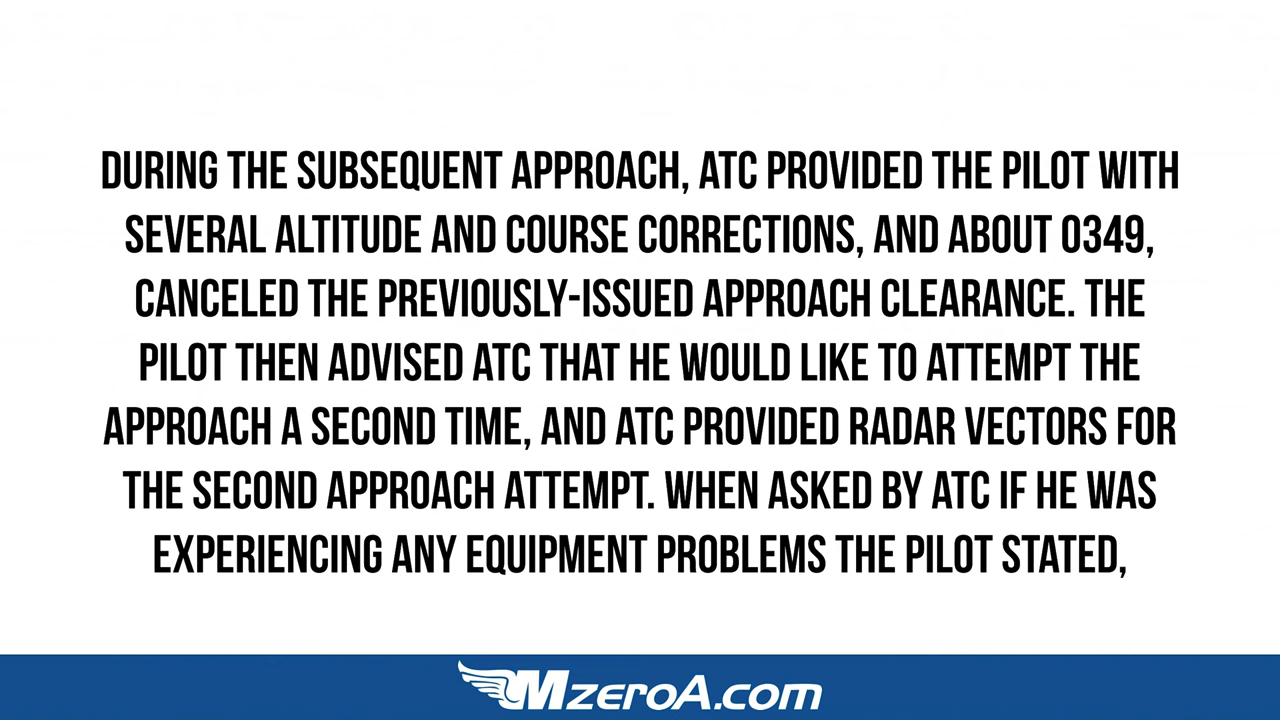 DURING THE SUBSEQUENT APPROACH, ATC PROVIDED THE PILOT WITH
SEVERAL ALTITUDE AND COURSE CORRECTIONS, AND ABOUT 0349,
CANCELED THE PREVIOUSLY-ISSUED APPROACH CLEARANCE. THE
PILOT THEN ADVISED ATC THAT HE WOULD LIKE TO ATTEMPT THE
APPROACH A SECOND TIME, AND ATC PROVIDED RADAR VECTORS FOR
THE SECOND APPROACH ATTEMPT. WHEN ASKED BY ATC IF HE WAS
EXPERIENCING ANY EQUIPMENT PROBLEMS THE PILOT STATED,
MzeroA.com